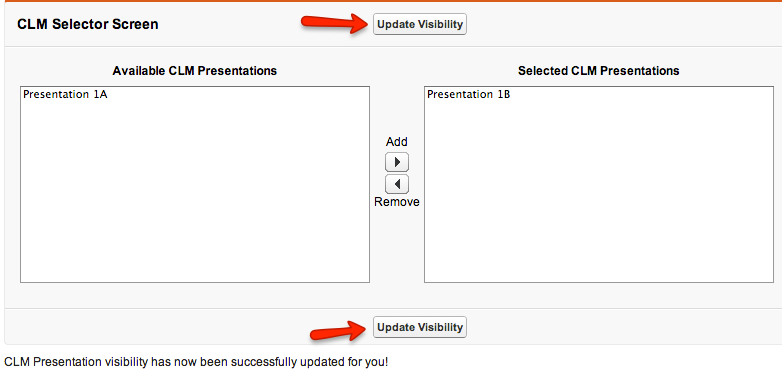 CLM Selector Screen
Update Visibility
Available CLM Presentations
Selected CLM Presentations
Presentation 1A
Presentation 1B
Add
Remove
Update Visibility
CLM Presentation visibility has now been successfully updated for you!